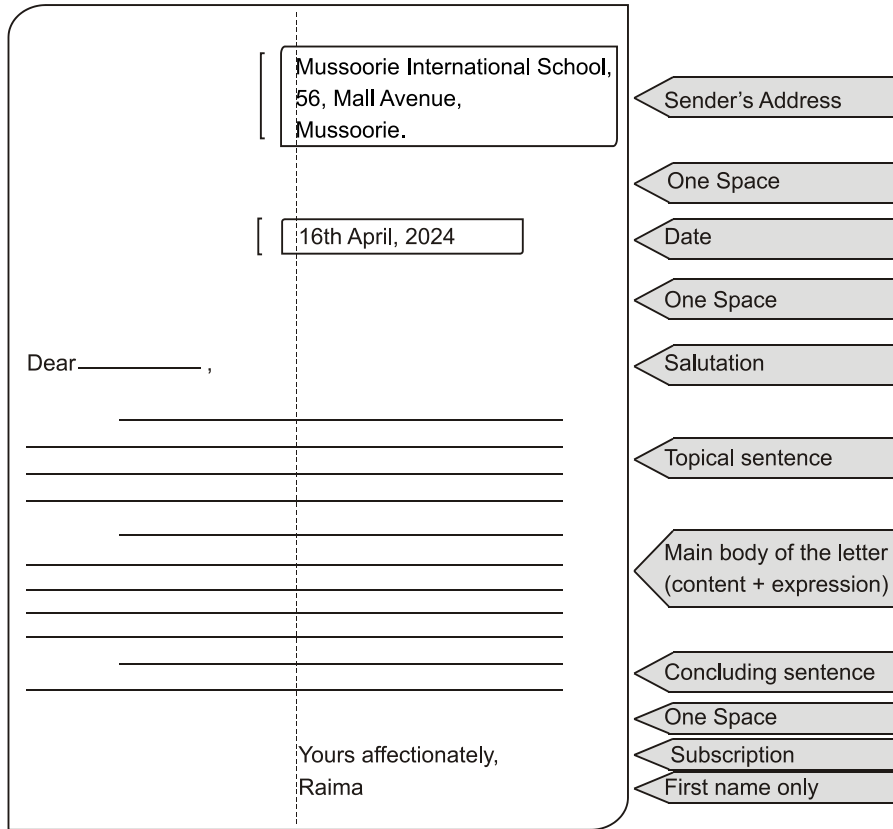 Mussoorie International School,
56, Mall Avenue,
Mussoorie.
Sender’s Address
One Space
16th April, 2024
Date
One Space
Dear ,
Salutation
Topical sentence
Main body of the letter
(content + expression)
Concluding sentence
One Space
Yours affectionately,
Subscription
Raima
First name only